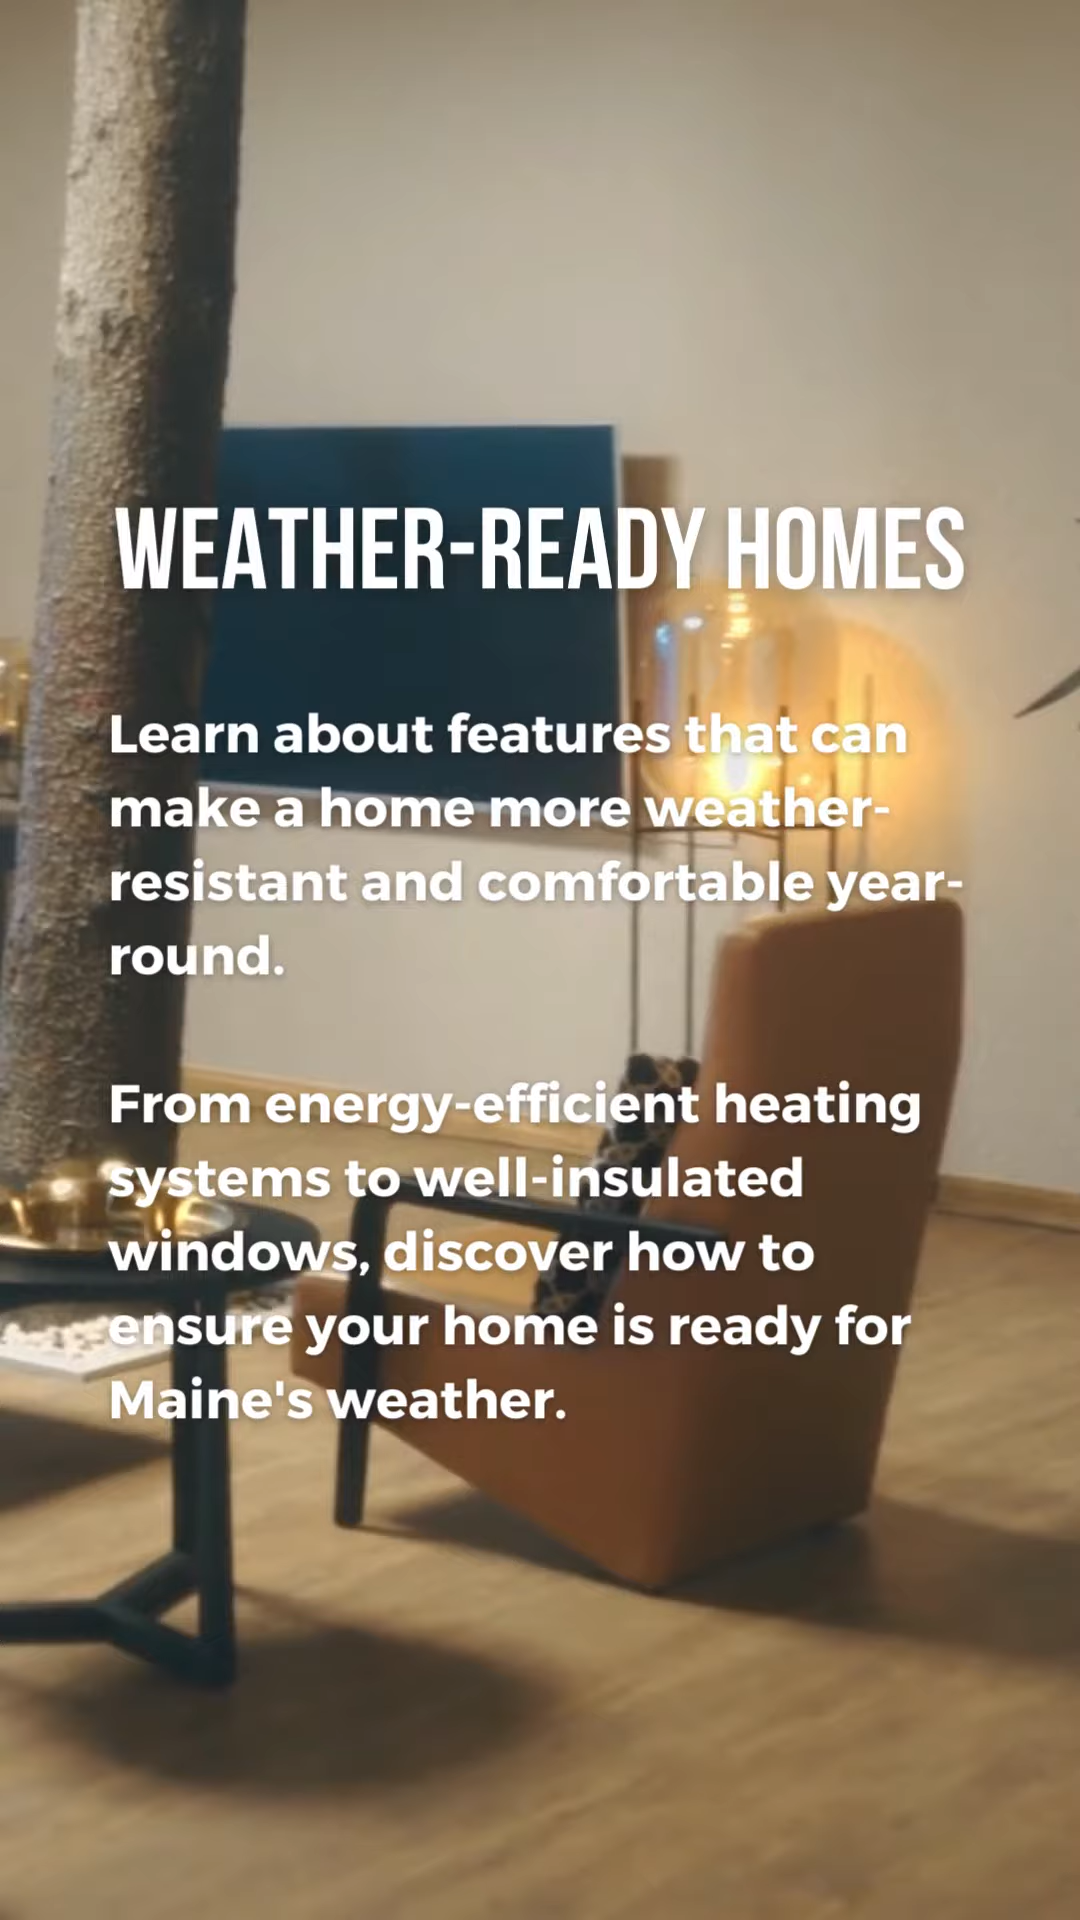 WEATHER-READY HOMES
Learn about features that can
make a home more weather-
resistant and comfortable year-
round.
From energy-efficient heating
systems to well-insulated
windows, discover how to
ensure your home is ready for
Maine's weather.